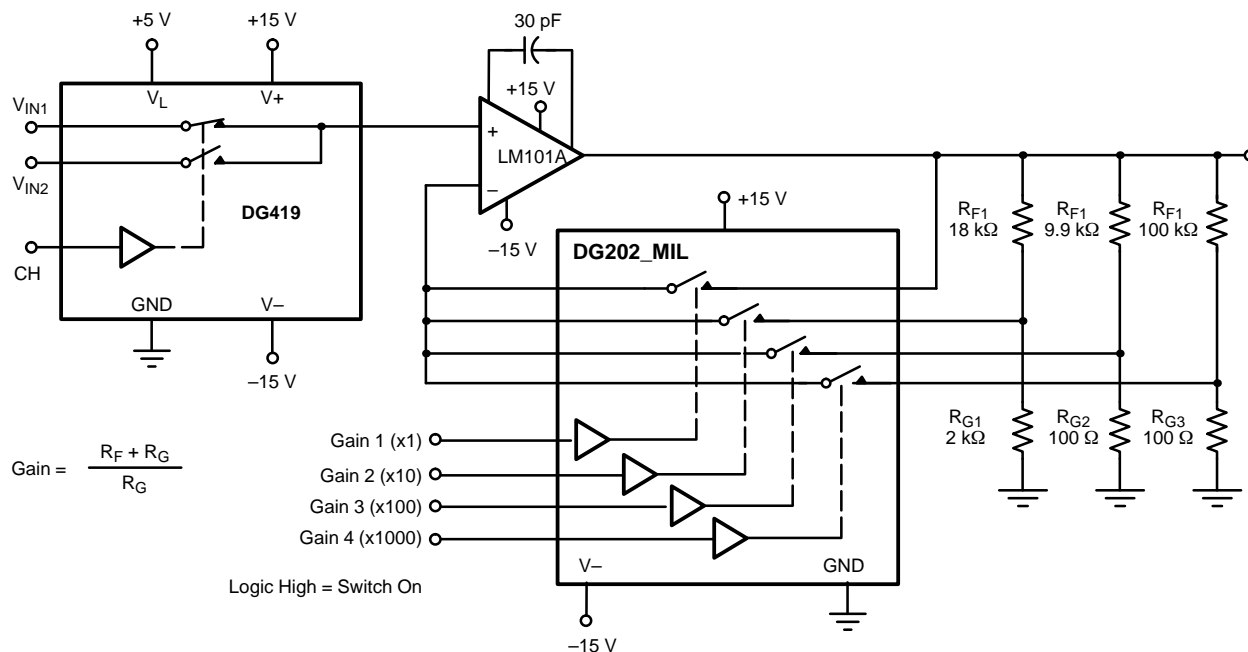 +5 V
+15 V
30 pF
V_L
V+
+15 V
V_IN1
V_IN2
+
LM101A
–
DG419
–15 V
+15 V
R_F1
18 kΩ
R_F1
9.9 kΩ
R_F1
100 kΩ
CH
DG202_MIL
GND
V–
–15 V
Gain 1 (x1)
Gain 2 (x10)
Gain 3 (x100)
Gain 4 (x1000)
R_G1
2 kΩ
R_G2
100 Ω
R_G3
100 Ω
Gain =
R_F + R_G
R_G
Logic High = Switch On
V–
GND
–15 V